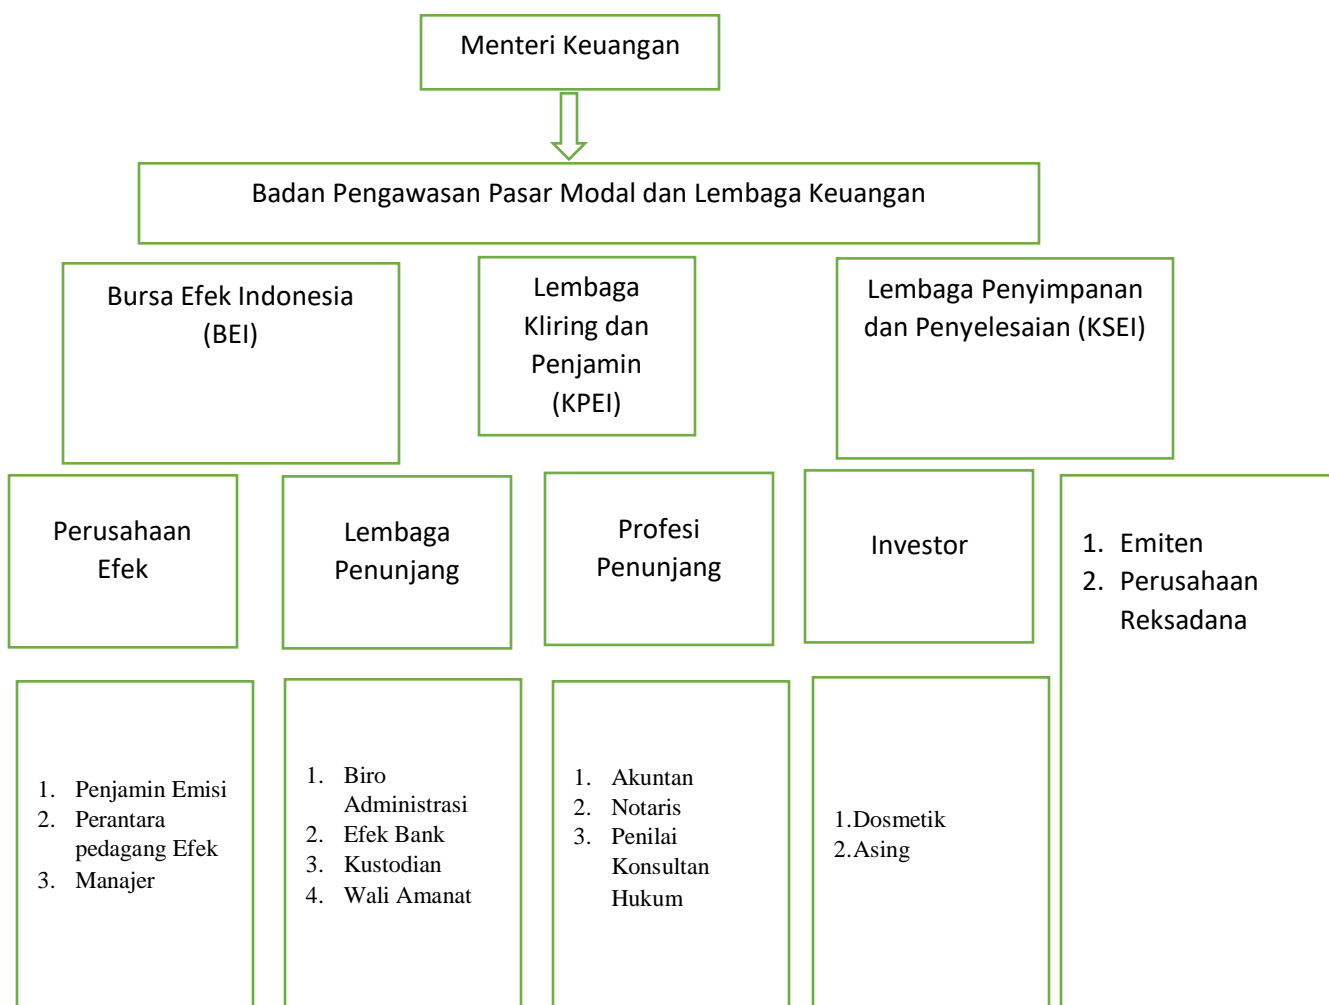 Menteri Keuangan
Badan Pengawasan Pasar Modal dan Lembaga Keuangan
Bursa Efek Indonesia
(BEI)
Lembaga
Kliring dan
Penjamin
(KPEI)
Lembaga Penyimpanan
dan Penyelesaian (KSEI)
Perusahaan
Efek
Lembaga
Penunjang
Profesi
Penunjang
Investor
1. Emiten
2. Perusahaan
Reksadana
1. Penjamin Emisi
2. Perantara
pedagang Efek
3. Manajer
1. Biro
Administrasi
2. Efek Bank
3. Kustodian
4. Wali Amanat
1. Akuntan
2. Notaris
3. Penilai
Konsultan
Hukum
1.Dosmetik
2.Asing